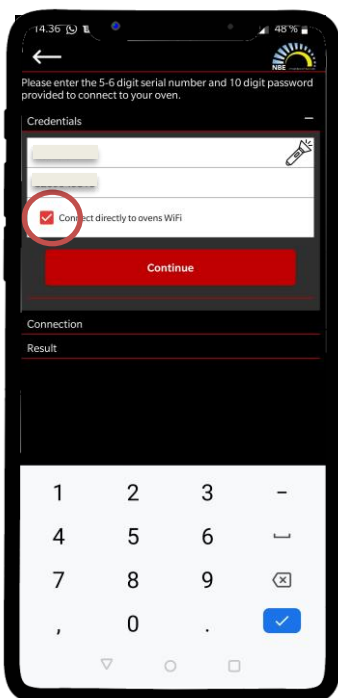 14.36
48 %
NBE
Please enter the 5-6 digit serial number and 10 digit password
provided to connect to your oven.
Credentials
Connect directly to ovens WiFi
Continue
Connection
Result
1 2 3 -
4 5 6
7 8 9
, 0 .